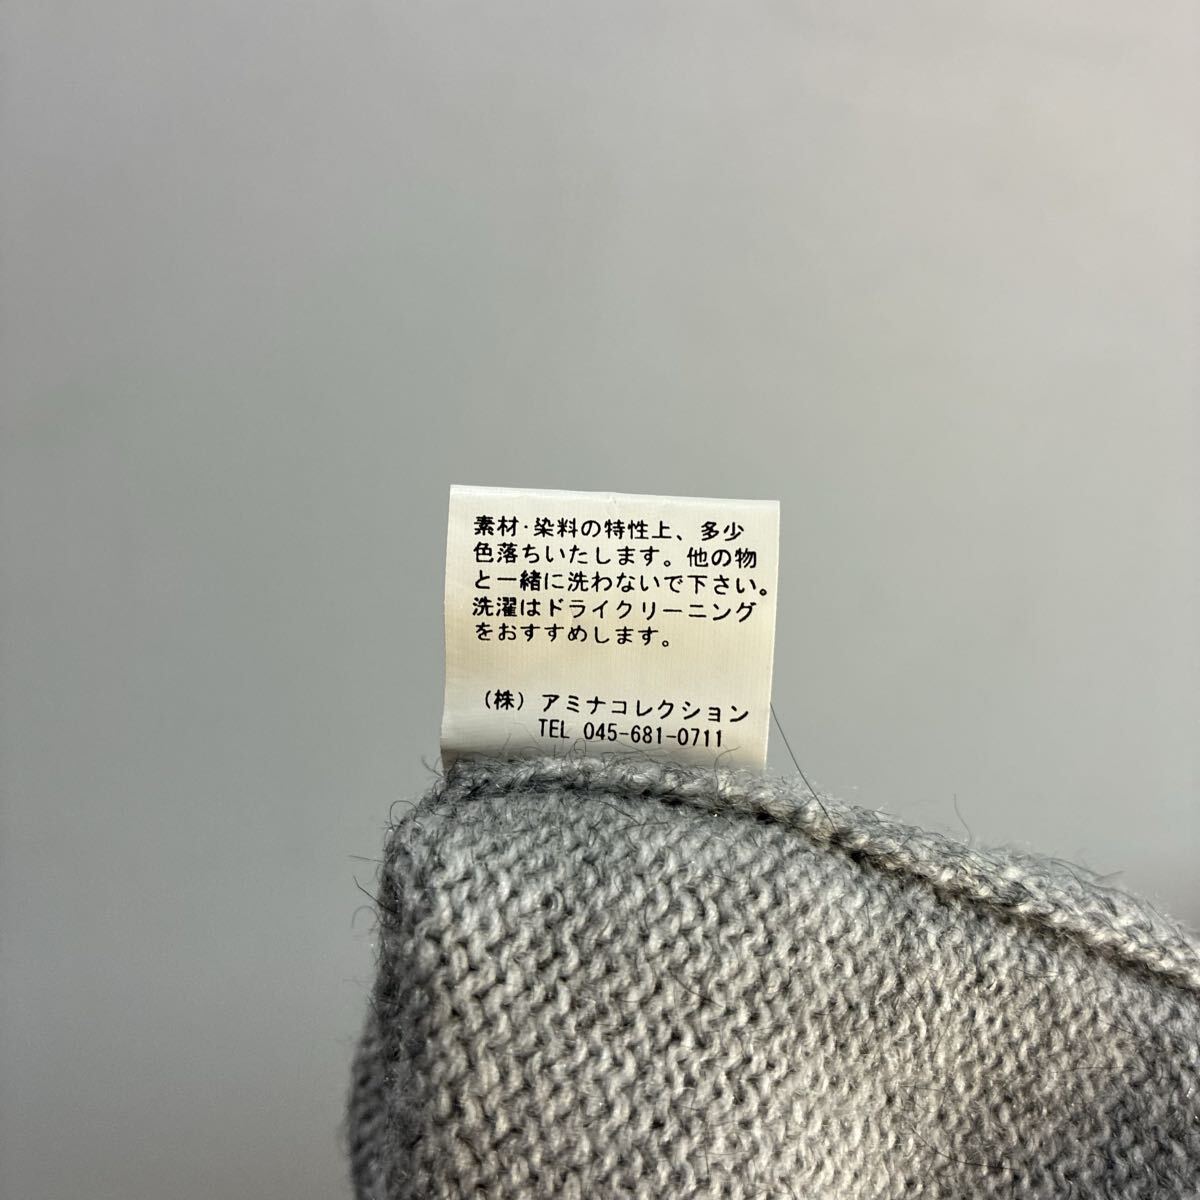 素材・染料の特性上、多少
色落ちいたします。他の物
と一緒に洗わないで下さい。
洗濯はドライクリーニング
をおすすめします。
(株) アミナコレクション
TEL 045-681-0711